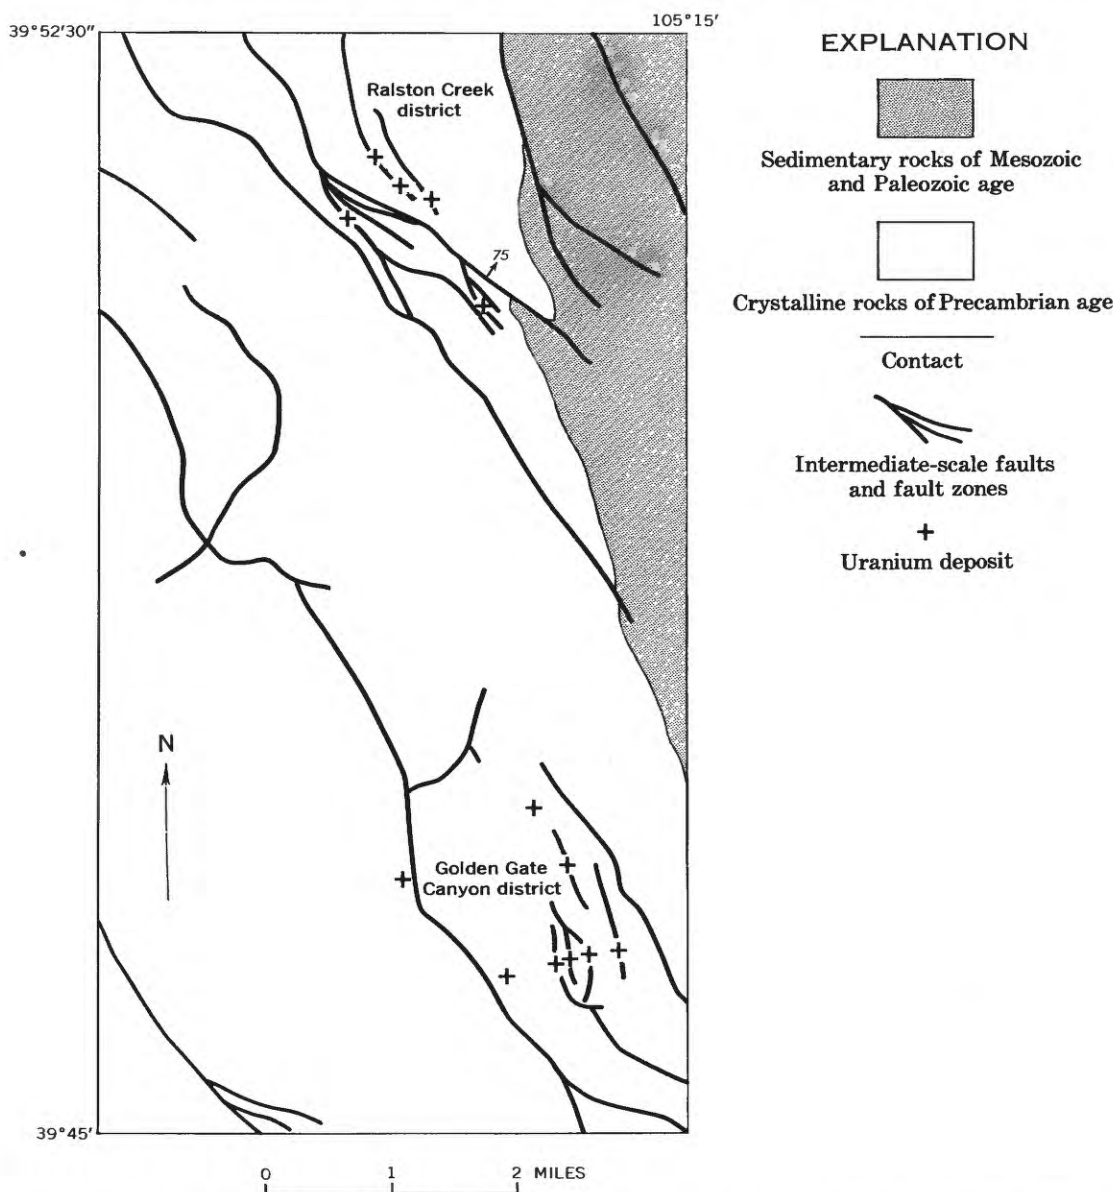 39°52′30″
105°15′
Ralston Creek
district
75
N
Golden Gate
Canyon district
39°45′
0 1 2 MILES
EXPLANATION
Sedimentary rocks of Mesozoic
and Paleozoic age
Crystalline rocks of Precambrian age
Contact
Intermediate-scale faults
and fault zones
Uranium deposit